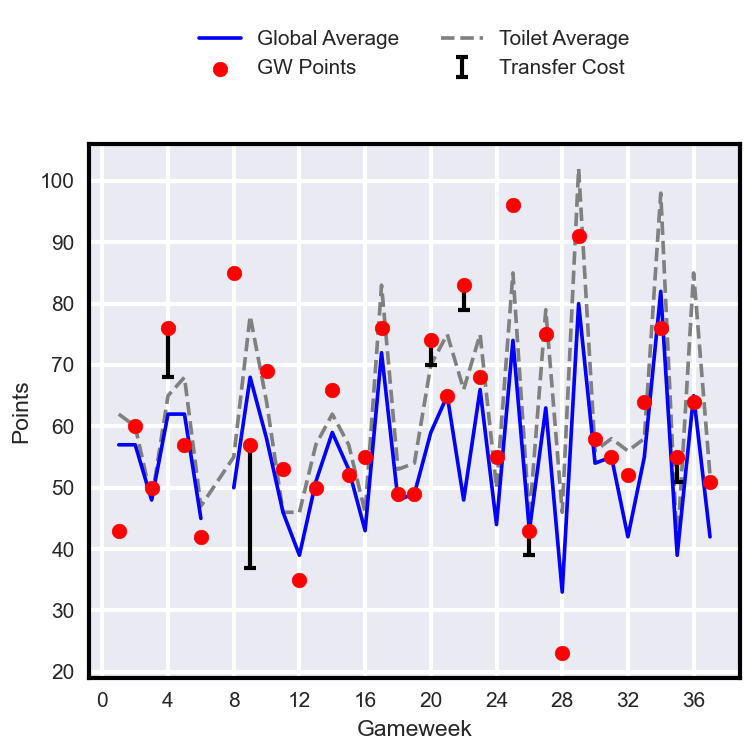 Global Average
GW Points
Toilet Average
Transfer Cost
100
90
80
70
60
50
40
30
20
Points
0 4 8 12 16 20 24 28 32 36
Gameweek